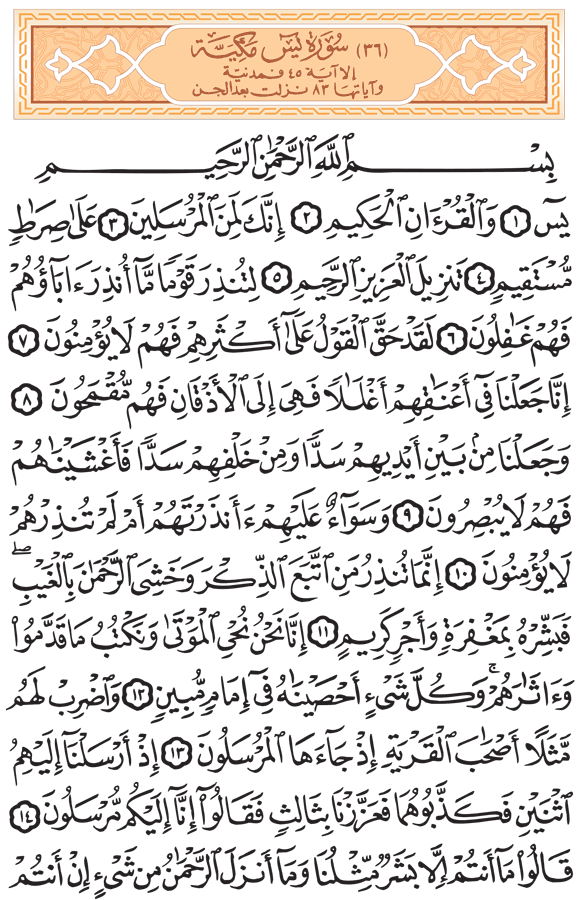 (٣٦) سُورَةِ يسٓ مَكِّيَّة
إلا آية ٤٥ فمدنية
وآياتها ٨٣ نزلت بعد الجن
بِسْمِ ٱللَّهِ ٱلرَّحْمَٰنِ ٱلرَّحِيمِ
يسٓ ١ وَٱلْقُرْءَانِ ٱلْحَكِيمِ ٢ إِنَّكَ لَمِنَ ٱلْمُرْسَلِينَ ٣ عَلَىٰ صِرَٰطٍ
مُّسْتَقِيمٍ ٤ تَنزِيلَ ٱلْعَزِيزِ ٱلرَّحِيمِ ٥ لِتُنذِرَ قَوْمًا مَّآ أُنذِرَ ءَابَآؤُهُمْ
فَهُمْ غَٰفِلُونَ ٦ لَقَدْ حَقَّ ٱلْقَوْلُ عَلَىٰٓ أَكْثَرِهِمْ فَهُمْ لَا يُؤْمِنُونَ ٧
إِنَّا جَعَلْنَا فِىٓ أَعْنَٰقِهِمْ أَغْلَٰلًا فَهِىَ إِلَى ٱلْأَذْقَانِ فَهُم مُّقْمَحُونَ ٨
وَجَعَلْنَا مِنۢ بَيْنِ أَيْدِيهِمْ سَدًّا وَمِنْ خَلْفِهِمْ سَدًّا فَأَغْشَيْنَٰهُمْ
فَهُمْ لَا يُبْصِرُونَ ٩ وَسَوَآءٌ عَلَيْهِمْ ءَأَنذَرْتَهُمْ أَمْ لَمْ تُنذِرْهُمْ
لَا يُؤْمِنُونَ ١٠ إِنَّمَا تُنذِرُ مَنِ ٱتَّبَعَ ٱلذِّكْرَ وَخَشِىَ ٱلرَّحْمَٰنَ بِٱلْغَيْبِ ۖ
فَبَشِّرْهُ بِمَغْفِرَةٍ وَأَجْرٍ كَرِيمٍ ١١ إِنَّا نَحْنُ نُحْىِ ٱلْمَوْتَىٰ وَنَكْتُبُ مَا قَدَّمُوا۟
وَءَاثَٰرَهُمْ ۚ وَكُلَّ شَىْءٍ أَحْصَيْنَٰهُ فِىٓ إِمَامٍ مُّبِينٍ ١٢ وَٱضْرِبْ لَهُم
مَّثَلًا أَصْحَٰبَ ٱلْقَرْيَةِ إِذْ جَآءَهَا ٱلْمُرْسَلُونَ ١٣ إِذْ أَرْسَلْنَآ إِلَيْهِمُ
ٱثْنَيْنِ فَكَذَّبُوهُمَا فَعَزَّزْنَا بِثَالِثٍ فَقَالُوٓا۟ إِنَّآ إِلَيْكُم مُّرْسَلُونَ ١٤
قَالُوا۟ مَآ أَنتُمْ إِلَّا بَشَرٌ مِّثْلُنَا وَمَآ أَنزَلَ ٱلرَّحْمَٰنُ مِن شَىْءٍ إِنْ أَنتُمْ